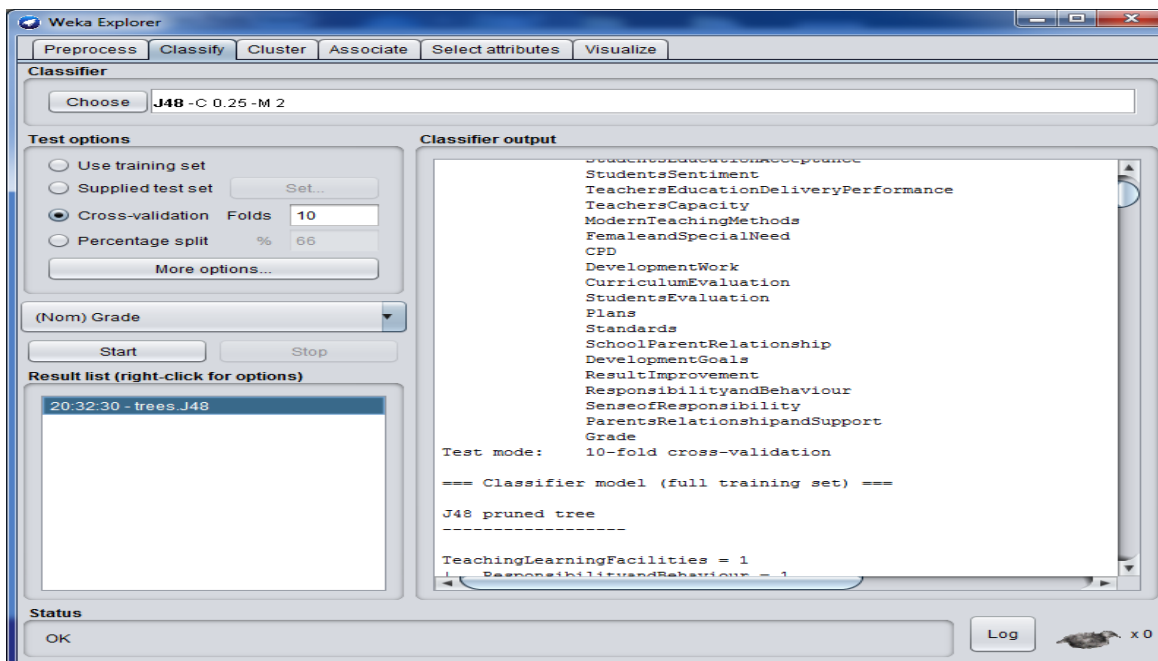 Weka Explorer
Preprocess Classify Cluster Associate Select attributes Visualize
Classifier
Choose J48 -C 0.25 -M 2
Test options
Use training set
Supplied test set Set...
Cross-validation Folds 10
Percentage split % 66
More options...
(Nom) Grade
Start Stop
Result list (right-click for options)
20:32:30 - trees.J48
Classifier output
StudentsEducationAcceptance
StudentsSentiment
TeachersEducationDeliveryPerformance
TeachersCapacity
ModernTeachingMethods
FemaleandSpecialNeed
CPD
DevelopmentWork
CurriculumEvaluation
StudentsEvaluation
Plans
Standards
SchoolParentRelationship
DevelopmentGoals
ResultImprovement
ResponsibilityandBehaviour
SenseofResponsibility
ParentsRelationshipandSupport
Grade
Test mode: 10-fold cross-validation
=== Classifier model (full training set) ===
J48 pruned tree
------------------
TeachingLearningFacilities = 1
| ResponsibilityandBehaviour = 1
Status
OK
Log
x 0